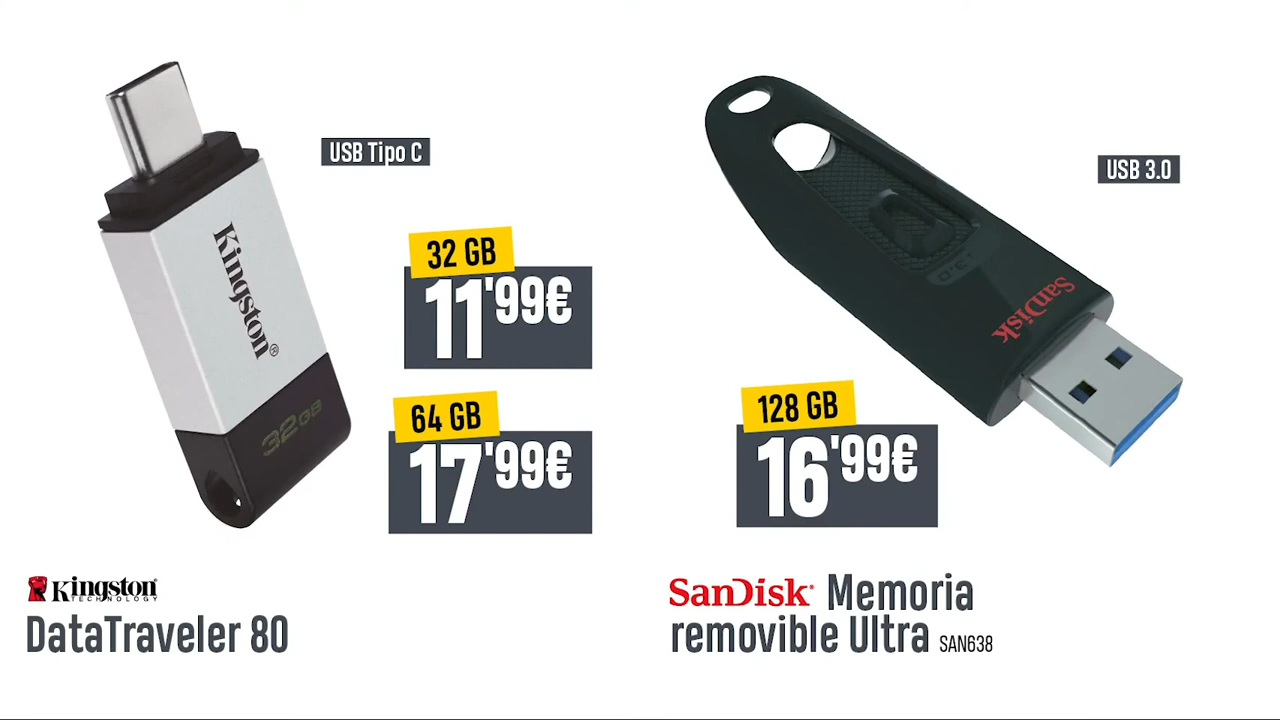 USB Tipo C
Kingston®
32GB
32 GB
11'99€
64 GB
17'99€
Kingston
TECHNOLOGY
DataTraveler 80
USB 3.0
3.0
SanDisk
128 GB
16'99€
SanDisk® Memoria
removible Ultra SAN638